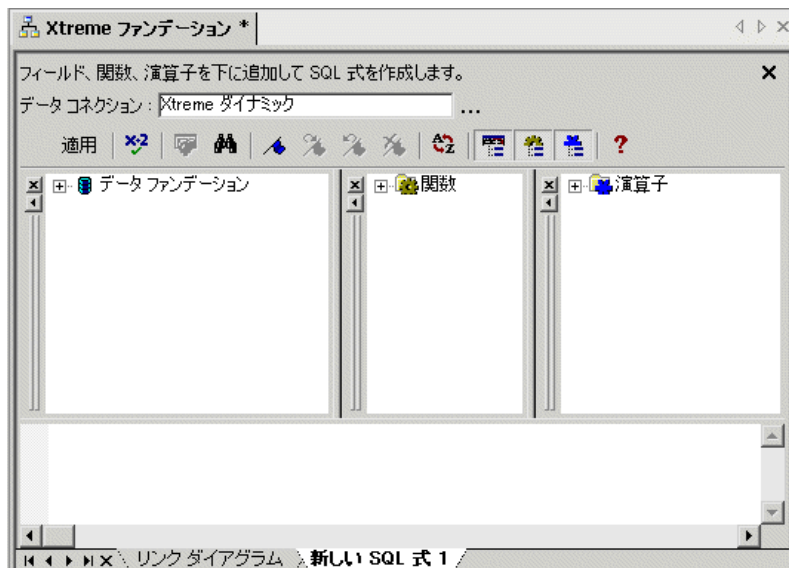 Xtreme ファンデーション *
フィールド、関数、演算子を下に追加して SQL 式を作成します。
データ コネクション : Xtreme ダイナミック ...
適用
データ ファンデーション
関数
演算子
リンク ダイアグラム
新しい SQL 式 1